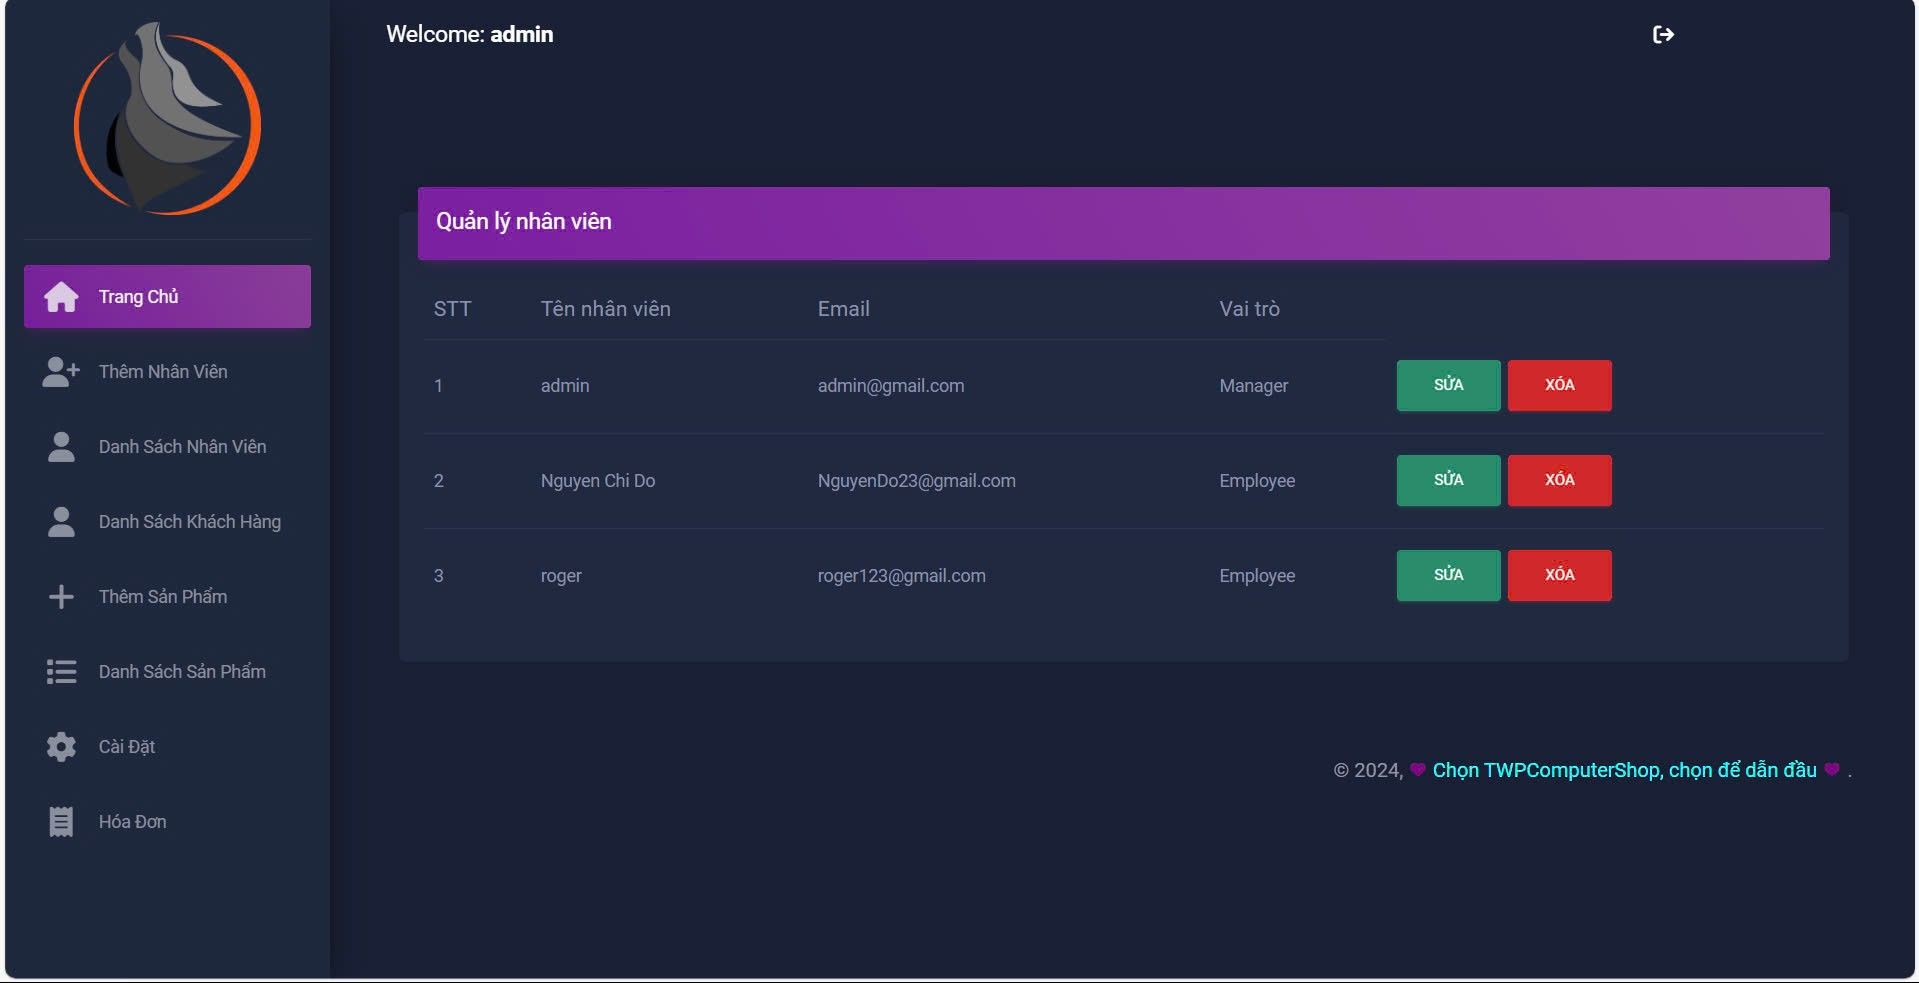 Welcome: admin
Trang Chủ
Thêm Nhân Viên
Danh Sách Nhân Viên
Danh Sách Khách Hàng
Thêm Sản Phẩm
Danh Sách Sản Phẩm
Cài Đặt
Hóa Đơn
Quản lý nhân viên
STT Tên nhân viên Email Vai trò
1 admin admin@gmail.com Manager SỬA XÓA
2 Nguyen Chi Do NguyenDo23@gmail.com Employee SỬA XÓA
3 roger roger123@gmail.com Employee SỬA XÓA
© 2024, Chọn TWPComputerShop, chọn để dẫn đầu .